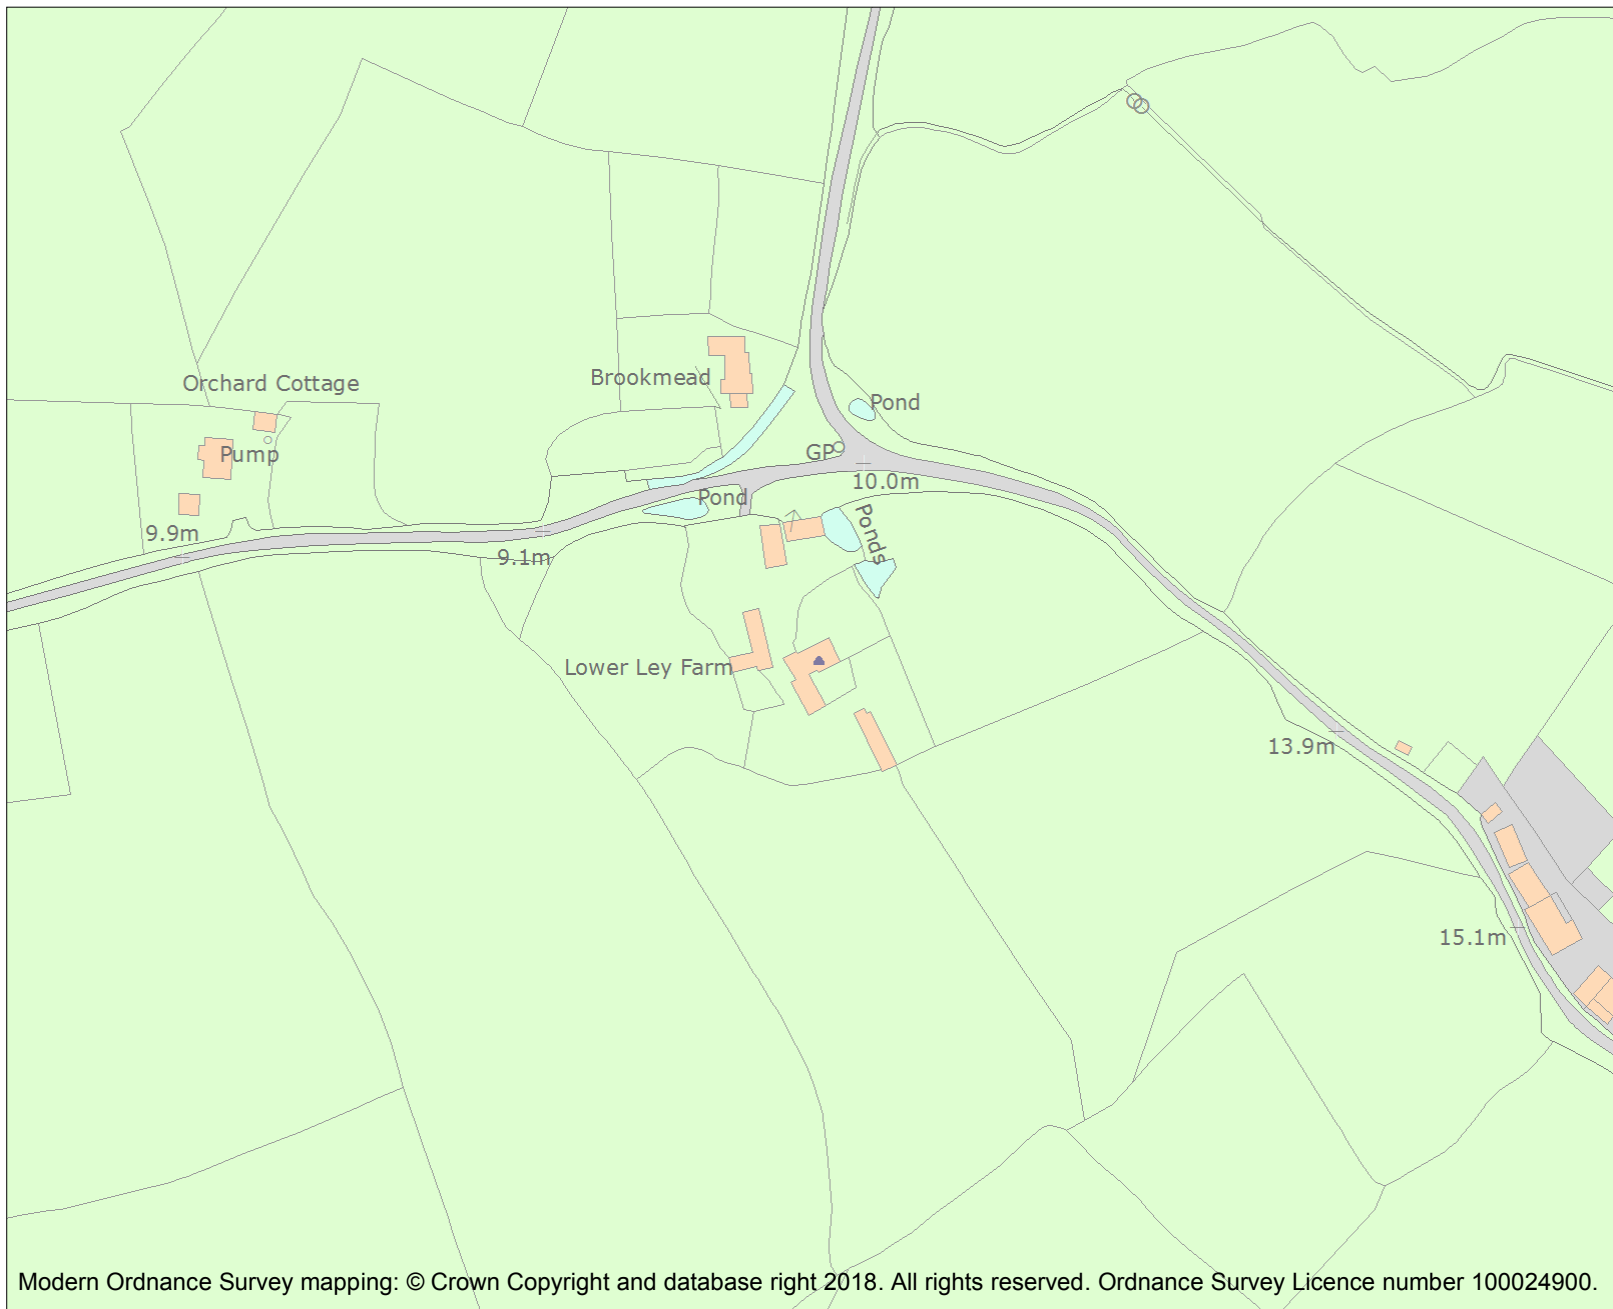 Orchard Cottage
Brookmead
Pond
Pump
GP
10.0m
Pond
9.9m
9.1m
Ponds
Lower Ley Farm
13.9m
15.1m
Modern Ordnance Survey mapping: © Crown Copyright and database right 2018. All rights reserved. Ordnance Survey Licence number 100024900.